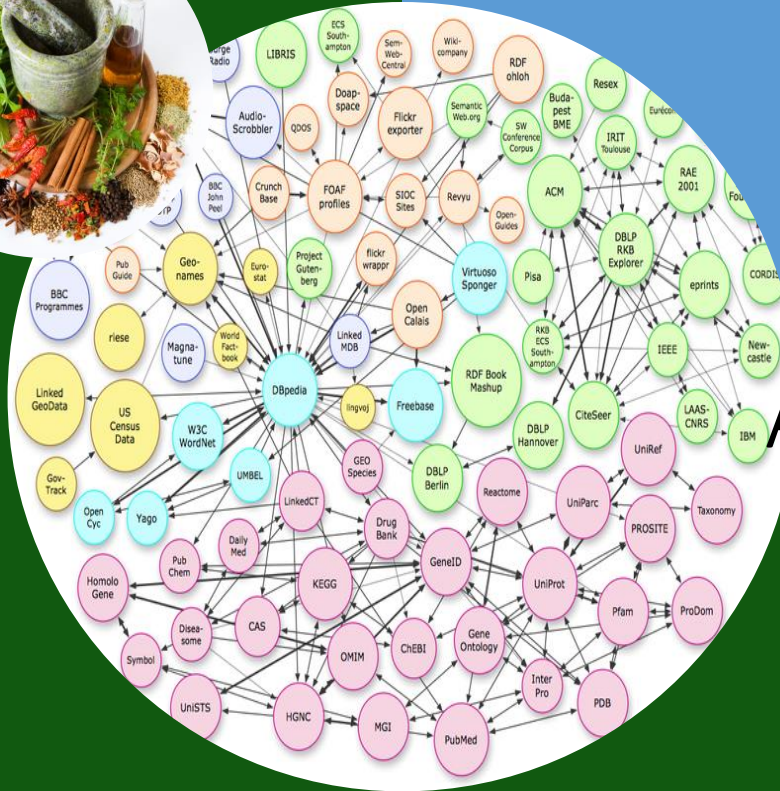 urge
Radio
LIBRIS
ECS
South-
ampton
Sem-
Web-
Central
Wiki-
company
RDF
ohloh
Doap-
space
Audio-
Scrobbler
QDOS
Flickr
exporter
Semantic
Web.org
SW
Conference
Corpus
Buda-
pest
BME
Resex
Eurécom
IRIT
Toulouse
ACM
RAE
2001
BBC
John
Peel
Crunch
Base
FOAF
profiles
SIOC
Sites
Revyu
Open-
Guides
Fou
DBLP
RKB
Explorer
Pub
Guide
Geo-
names
Euro-
stat
Project
Guten-
berg
flickr
wrappr
Virtuoso
Sponger
Pisa
eprints
CORDIS
BBC
Programmes
riese
Magna-
tune
World
Fact-
book
Linked
MDB
Open
Calais
RKB
ECS
South-
ampton
IEEE
New-
castle
Linked
GeoData
US
Census
Data
W3C
WordNet
DBpedia
lingvoj
Freebase
RDF Book
Mashup
DBLP
Hannover
CiteSeer
LAAS-
CNRS
IBM
Gov-
Track
Open
Cyc
Yago
UMBEL
LinkedCT
GEO
Species
DBLP
Berlin
Reactome
UniParc
UniRef
Taxonomy
PROSITE
Homolo
Gene
Pub
Chem
Daily
Med
Drug
Bank
KEGG
GeneID
UniProt
Pfam
ProDom
Symbol
Disea-
some
CAS
OMIM
ChEBI
Gene
Ontology
Inter
Pro
PDB
UniSTS
HGNC
MGI
PubMed